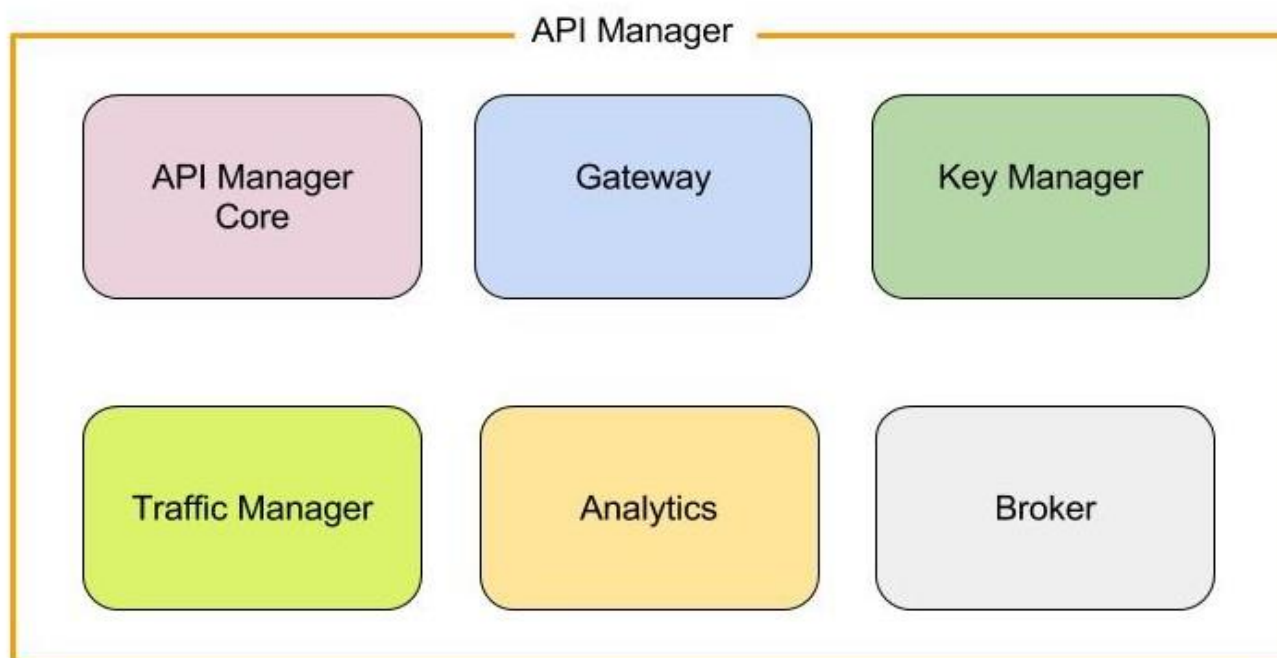 API Manager
API Manager
Core
Gateway
Key Manager
Traffic Manager
Analytics
Broker